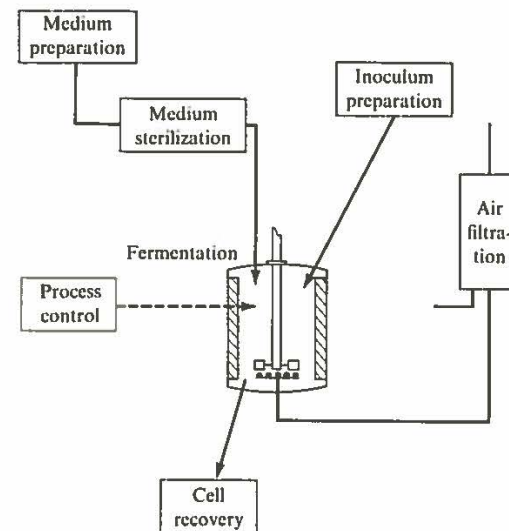 Medium
preparation
Medium
sterilization
Inoculum
preparation
Air
filtra-
tion
Fermentation
Process
control
Cell
recovery